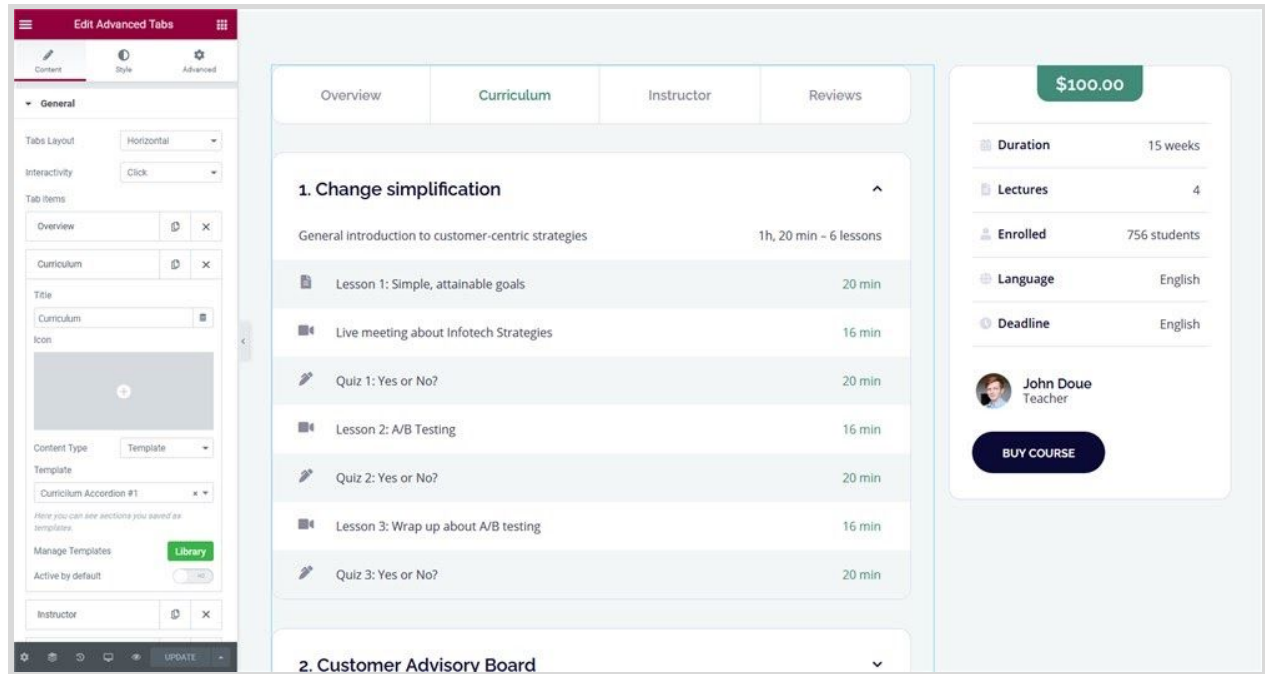 Edit Advanced Tabs
Content
Style
Advanced
General
Tabs Layout
Horizontal
Interactivity
Click
Tab Items
Overview
Curriculum
Title
Curriculum
Icon
Content Type
Template
Template
Curricilum Accordion #1
Here you can see sections you saved as
templates.
Manage Templates
Library
Active by default
Instructor
UPDATE
Overview
Curriculum
Instructor
Reviews
1. Change simplification
General introduction to customer-centric strategies
1h, 20 min – 6 lessons
Lesson 1: Simple, attainable goals
20 min
Live meeting about Infotech Strategies
16 min
Quiz 1: Yes or No?
20 min
Lesson 2: A/B Testing
16 min
Quiz 2: Yes or No?
20 min
Lesson 3: Wrap up about A/B testing
16 min
Quiz 3: Yes or No?
20 min
2. Customer Advisory Board
$100.00
Duration
15 weeks
Lectures
4
Enrolled
756 students
Language
English
Deadline
English
John Doue
Teacher
BUY COURSE